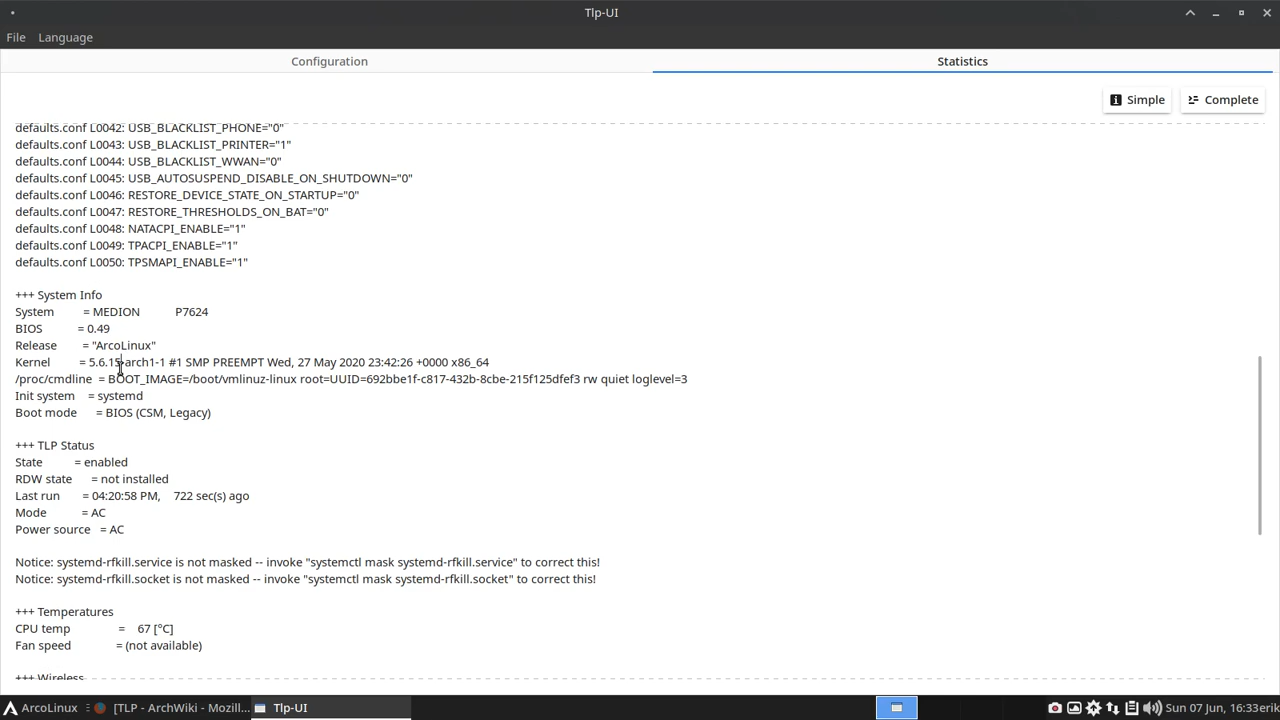 Tlp-UI
File Language
Configuration Statistics
Simple Complete
defaults.conf L0042: USB_BLACKLIST_PHONE="0"
defaults.conf L0043: USB_BLACKLIST_PRINTER="1"
defaults.conf L0044: USB_BLACKLIST_WWAN="0"
defaults.conf L0045: USB_AUTOSUSPEND_DISABLE_ON_SHUTDOWN="0"
defaults.conf L0046: RESTORE_DEVICE_STATE_ON_STARTUP="0"
defaults.conf L0047: RESTORE_THRESHOLDS_ON_BAT="0"
defaults.conf L0048: NATACPI_ENABLE="1"
defaults.conf L0049: TPACPI_ENABLE="1"
defaults.conf L0050: TPSMAPI_ENABLE="1"
+++ System Info
System = MEDION P7624
BIOS = 0.49
Release = "ArcoLinux"
Kernel = 5.6.15-arch1-1 #1 SMP PREEMPT Wed, 27 May 2020 23:42:26 +0000 x86_64
/proc/cmdline = BOOT_IMAGE=/boot/vmlinuz-linux root=UUID=692bbe1f-c817-432b-8cbe-215f125dfef3 rw quiet loglevel=3
Init system = systemd
Boot mode = BIOS (CSM, Legacy)
+++ TLP Status
State = enabled
RDW state = not installed
Last run = 04:20:58 PM, 722 sec(s) ago
Mode = AC
Power source = AC
Notice: systemd-rfkill.service is not masked -- invoke "systemctl mask systemd-rfkill.service" to correct this!
Notice: systemd-rfkill.socket is not masked -- invoke "systemctl mask systemd-rfkill.socket" to correct this!
+++ Temperatures
CPU temp = 67 [°C]
Fan speed = (not available)
+++ Wireless
ArcoLinux [TLP - ArchWiki - Mozill... Tlp-UI Sun 07 Jun, 16:33 erik